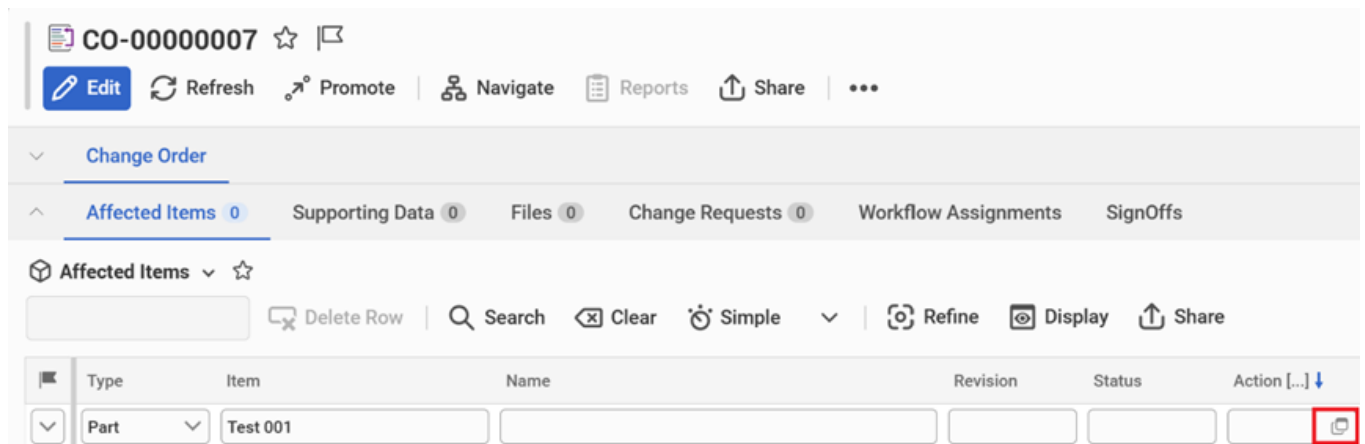 CO-00000007
Edit Refresh Promote Navigate Reports Share
Change Order
Affected Items 0 Supporting Data 0 Files 0 Change Requests 0 Workflow Assignments SignOffs
Affected Items
Delete Row Search Clear Simple Refine Display Share
Type Item Name Revision Status Action [...]
Part Test 001